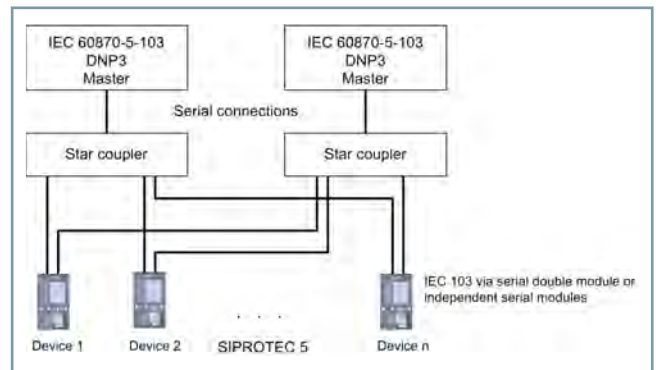 IEC 60870-5-103
DNP3
Master
IEC 60870-5-103
DNP3
Master
Serial connections
Star coupler
Star coupler
IEC 103 via serial double module or
independent serial modules
. . .
Device 1
Device 2
SIPROTEC 5
Device n